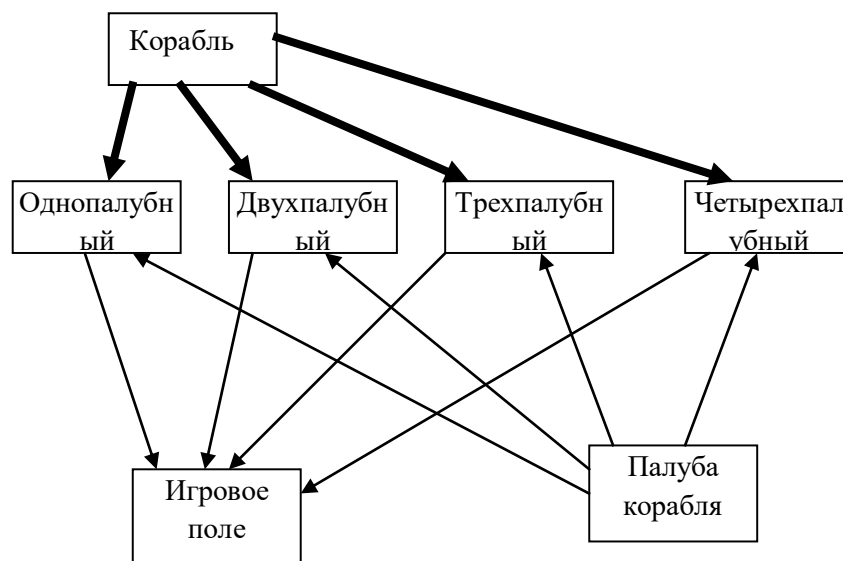 Корабль
Однопалубн
ый
Двухпалубн
ый
Трехпалубн
ый
Четырехпал
убный
Игровое
поле
Палуба
корабля